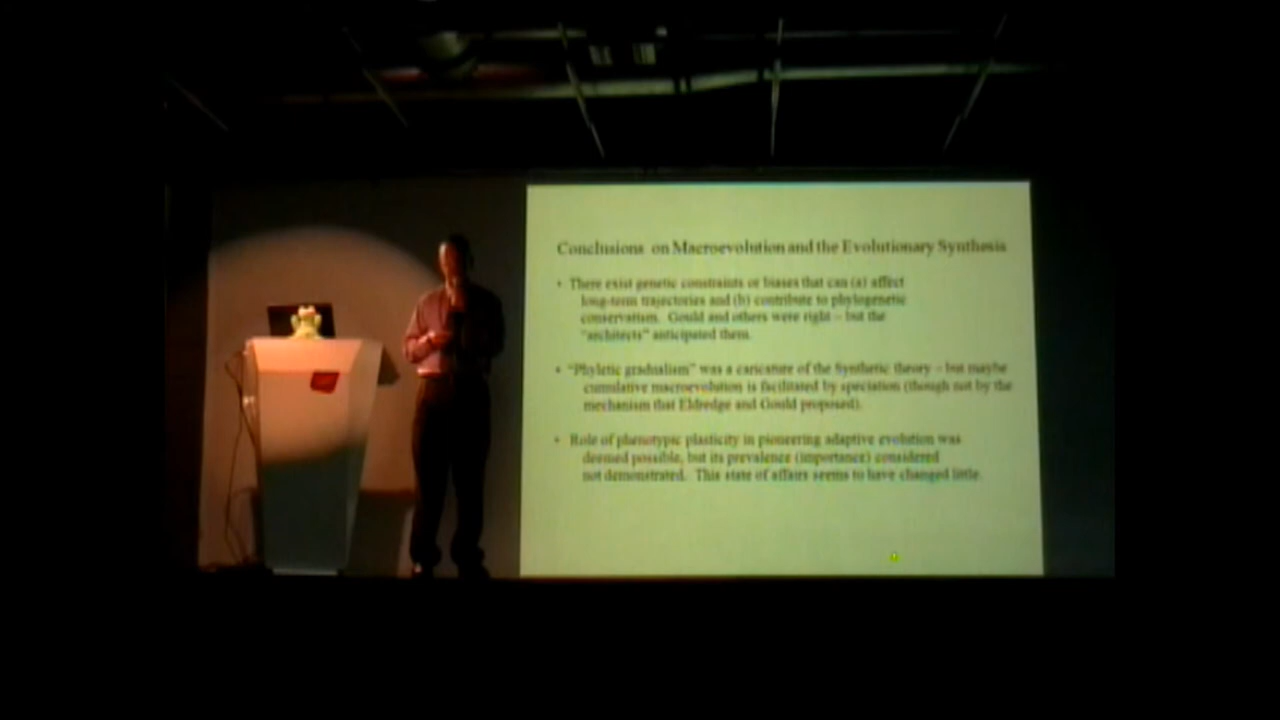 Conclusions on Macroevolution and the Evolutionary Synthesis
• There exist genetic constraints or biases that can (a) affect
long-term trajectories and (b) contribute to phylogenetic
conservatism. Gould and others were right – but the
"architects" anticipated them.
• "Phyletic gradualism" was a caricature of the Synthetic theory – but maybe
cumulative macroevolution is facilitated by speciation (though not by the
mechanism that Eldredge and Gould proposed).
• Role of phenotypic plasticity in pioneering adaptive evolution was
deemed possible, but its prevalence (importance) considered
not demonstrated. This state of affairs seems to have changed little.